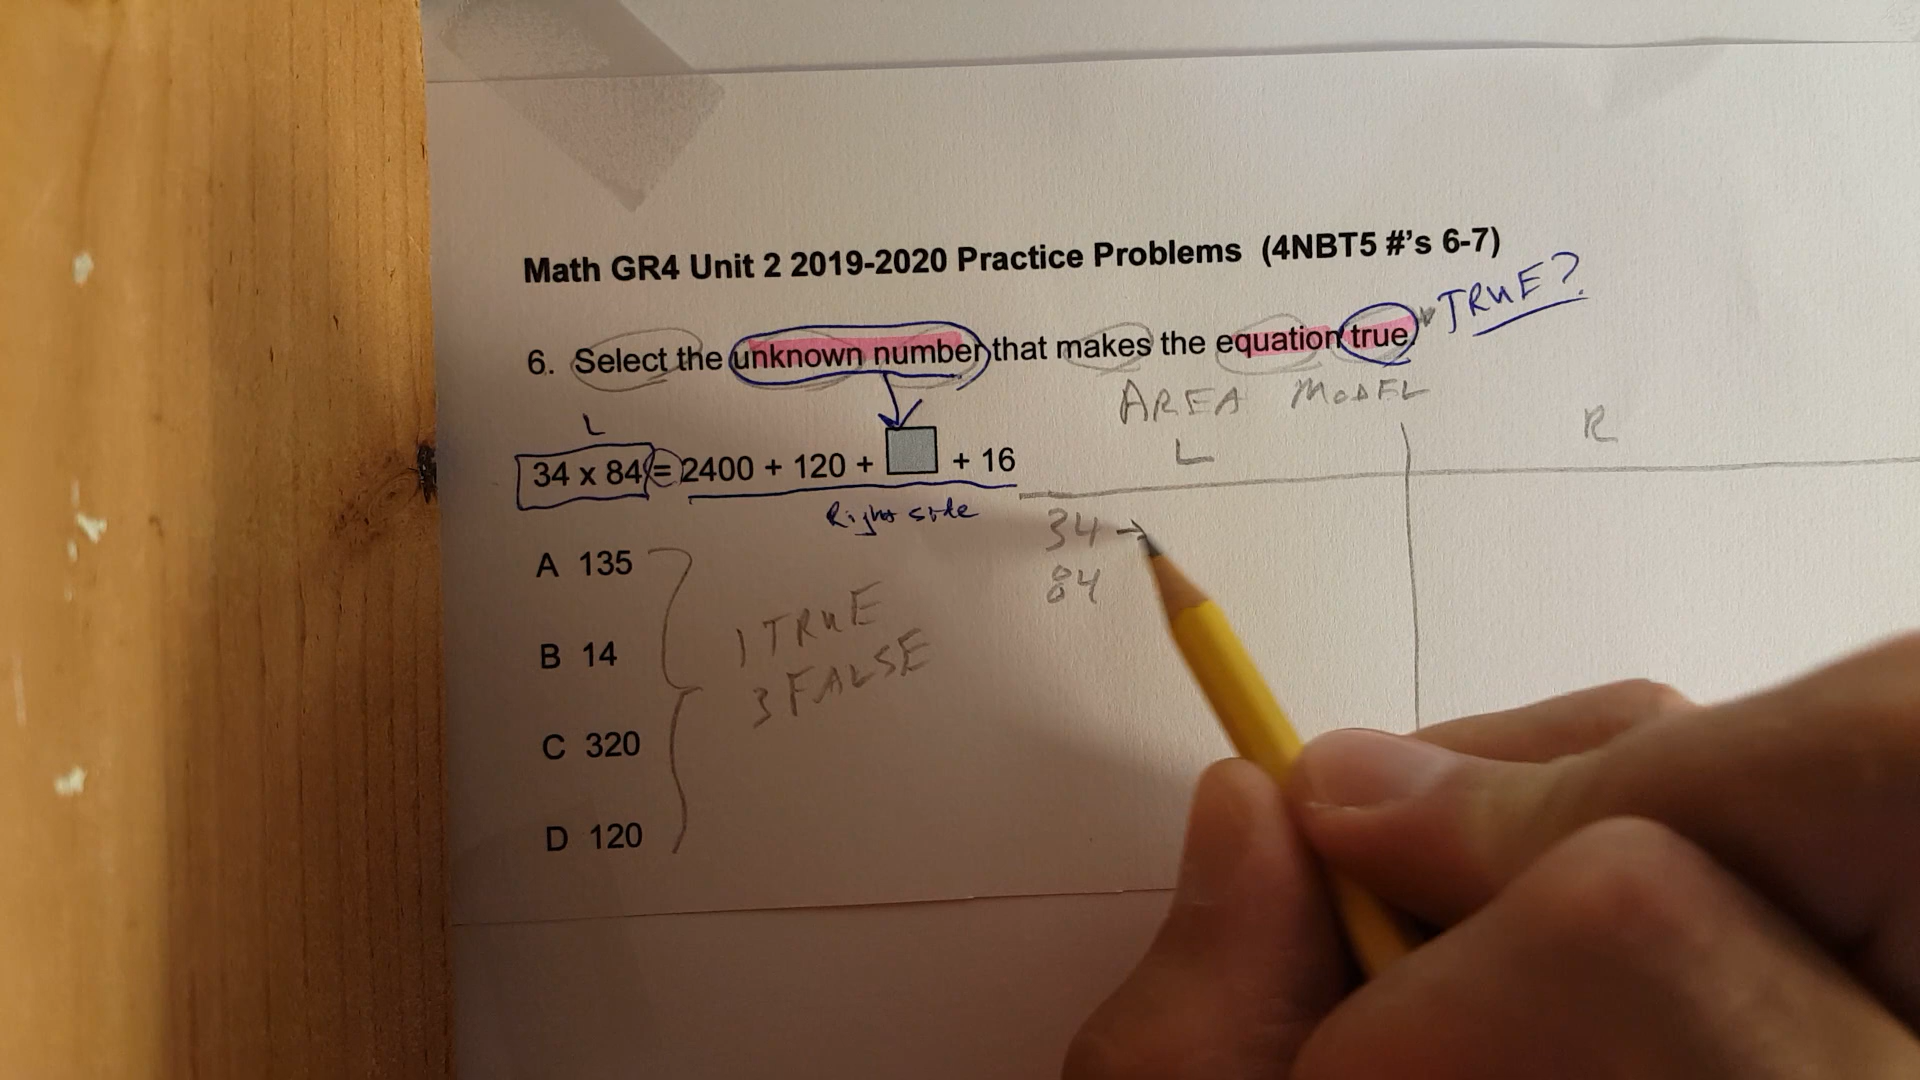 Math GR4 Unit 2 2019-2020 Practice Problems (4NBT5 #'s 6-7)
TRUE?
6. Select the unknown number that makes the equation true
AREA MODEL
L
34 x 84 = 2400 + 120 + + 16
L
R
Right side
34 →
84
A 135
B 14
C 320
D 120
1 TRUE
3 FALSE